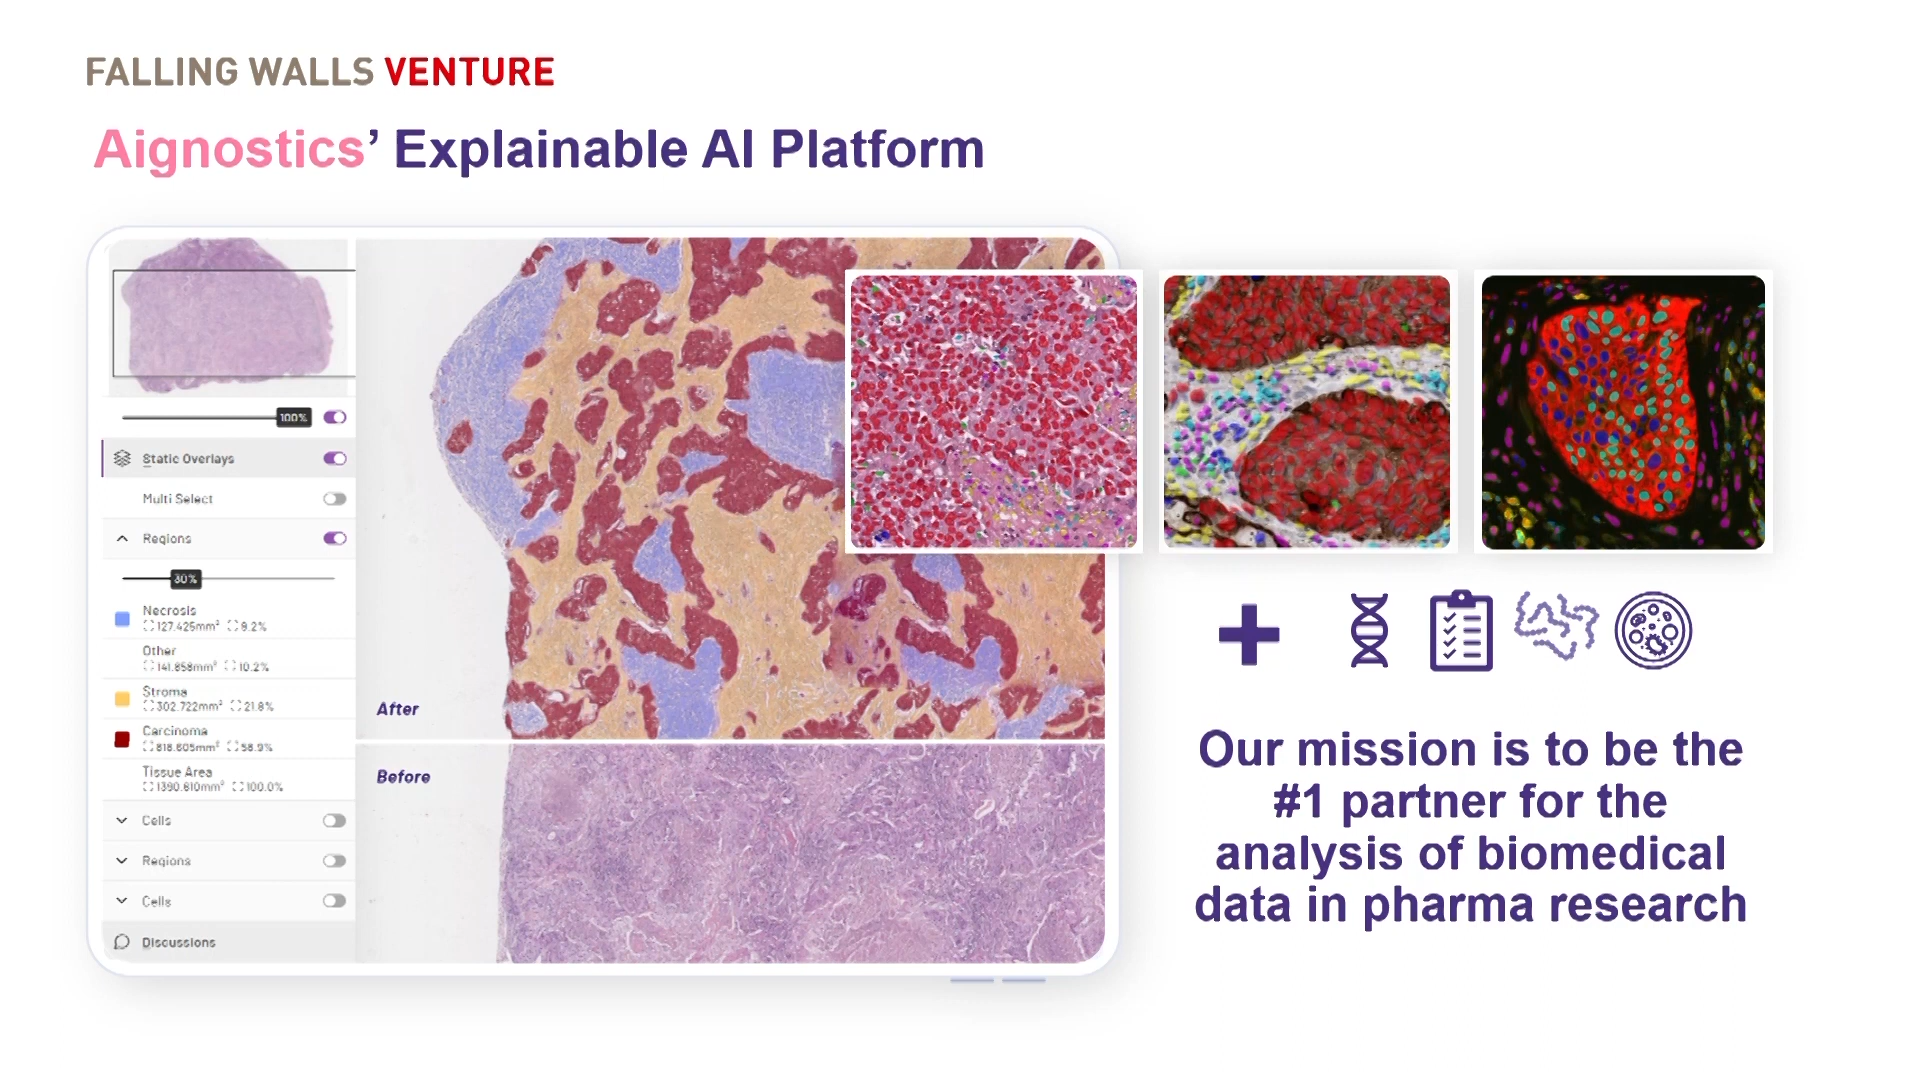 FALLING WALLS VENTURE
Aignostics’ Explainable AI Platform
100%
Static Overlays
Multi Select
Regions
30%
Necrosis
127.425mm² 9.2%
Other
141.858mm² 10.2%
Stroma
302.722mm² 21.8%
Carcinoma
818.605mm² 58.9%
Tissue Area
1390.610mm² 100.0%
Cells
Regions
Cells
Discussions
After
Before
Our mission is to be the
#1 partner for the
analysis of biomedical
data in pharma research